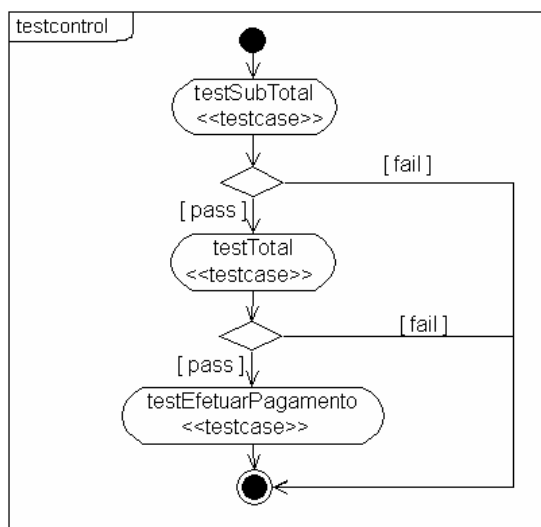 testcontrol
testSubTotal
<<testcase>>
[ fail ]
[ pass ]
testTotal
<<testcase>>
[ fail ]
[ pass ]
testEfetuarPagamento
<<testcase>>